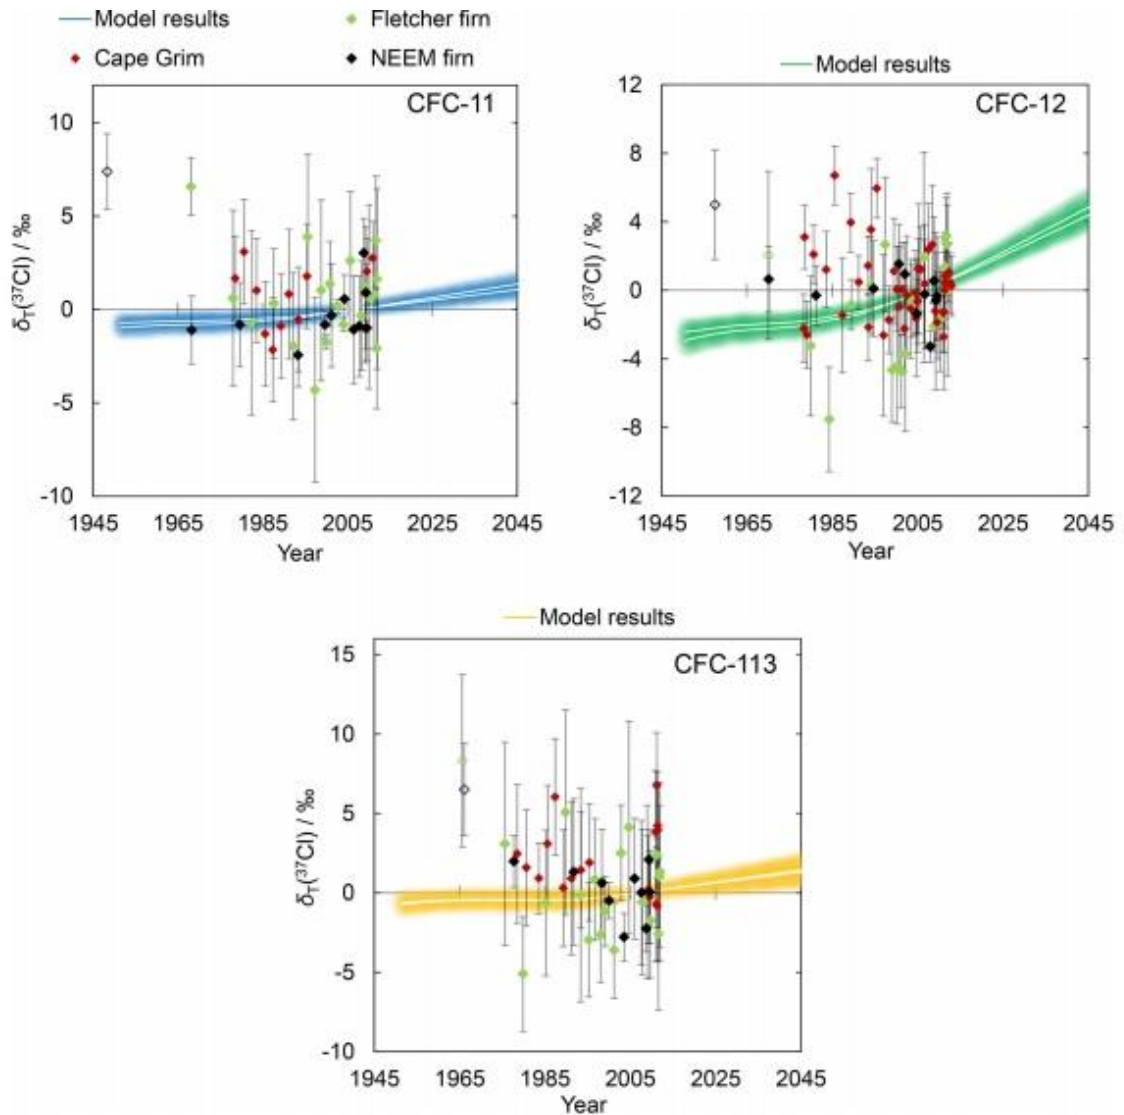 Model results
Fletcher firn
Cape Grim
NEEM firn
CFC-11
10
5
0
-5
-10
δT(³⁷Cl) / ‰
1945 1965 1985 2005 2025 2045
Year
Model results
CFC-12
12
8
4
0
-4
-8
-12
δT(³⁷Cl) / ‰
1945 1965 1985 2005 2025 2045
Year
Model results
CFC-113
15
10
5
0
-5
-10
δT(³⁷Cl) / ‰
1945 1965 1985 2005 2025 2045
Year